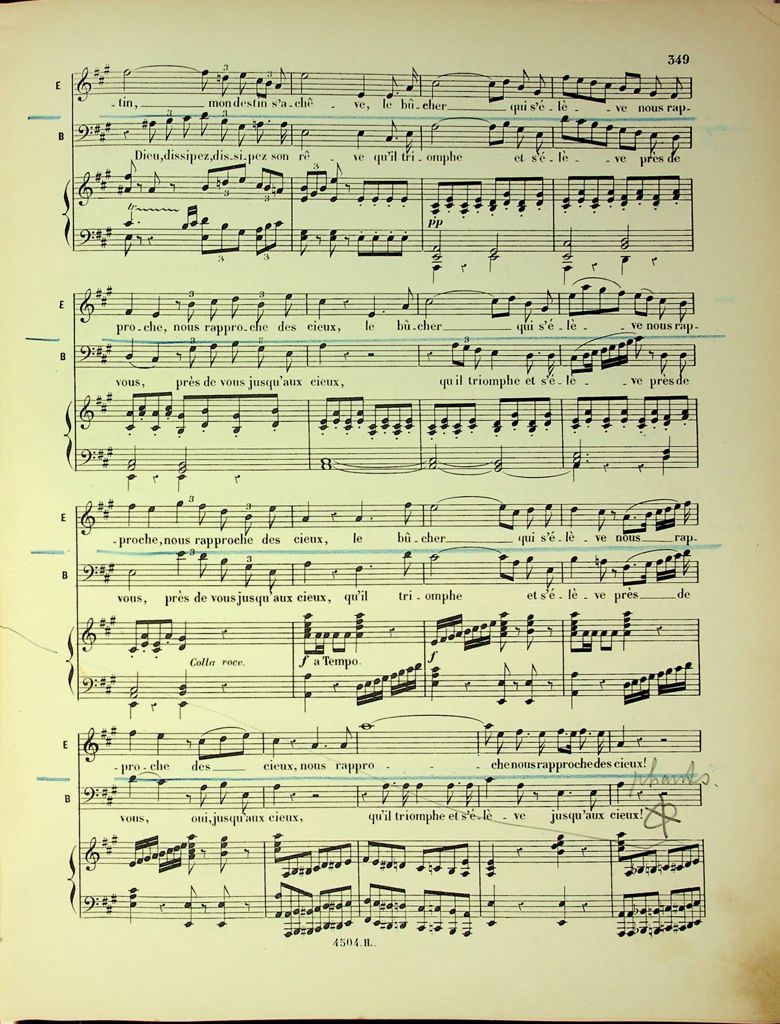 349
E
- tin, mon destin s'a - chê - ve, le bû - cher qui s'é - lè - ve nous rap -
B
Dieu, dissipez, dis - si - pez son rê - ve qu'il tri - omphe et s'é - lè - ve près de
pp
E
pro - che, nous rappro - che des cieux, le bû - cher qui s'é - lè - ve nous rap -
B
vous, près de vous jusqu'aux cieux, qu'il triomphe et s'é - lè - ve près de
E
- proche, nous rapproche des cieux, le bû - cher qui s'é - lè - ve nous rap -
B
vous, près de vous jusqu'aux cieux, qu'il tri - omphe et s'é - lè - ve près de
Colla voce.
f a Tempo.
f
E
- pro - che des cieux, nous rappro - che nous rapproche des cieux!
B
vous, oui, jusqu'aux cieux, qu'il triomphe et s'é - lè - ve jusqu'aux cieux!
4504. H.